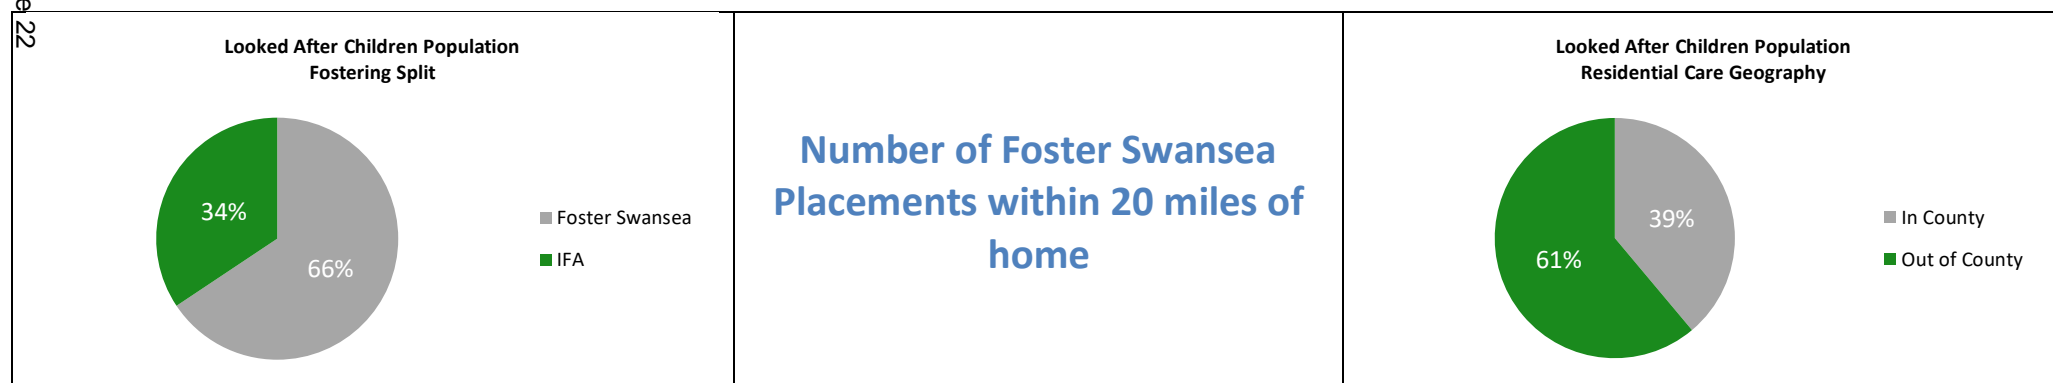 22
Looked After Children Population
Fostering Split
34%
66%
Foster Swansea
IFA
Number of Foster Swansea
Placements within 20 miles of
home
Looked After Children Population
Residential Care Geography
39%
61%
In County
Out of County